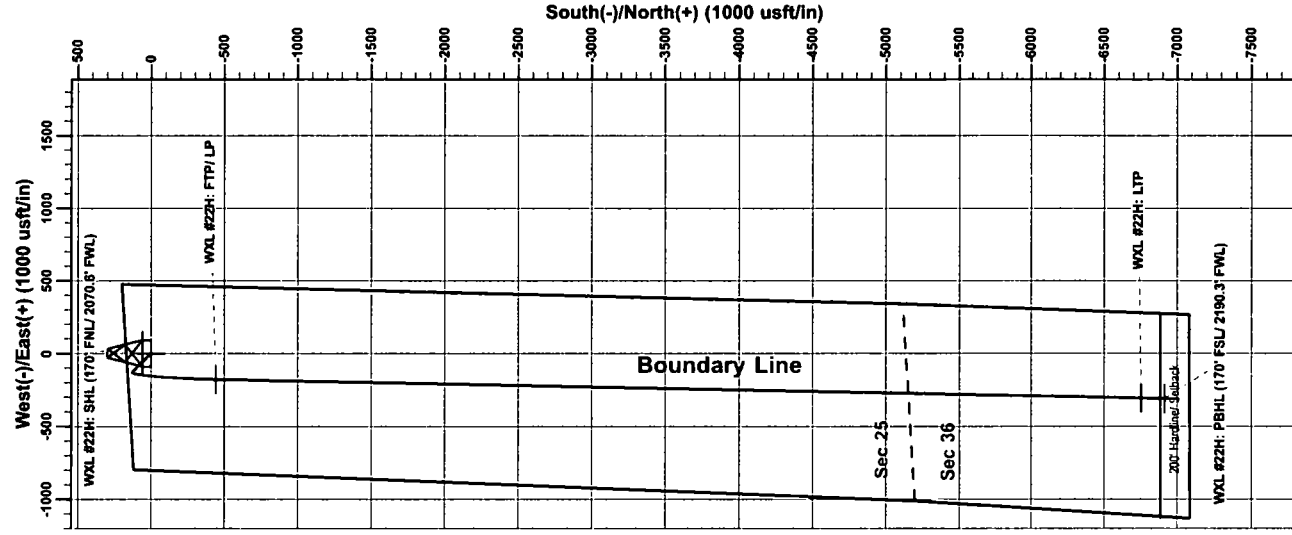 South(-)/North(+) (1000 usft/in)
500
-0
-500
-1000
-1500
-2000
-2500
-3000
-3500
-4000
-4500
-5000
-5500
-6000
-6500
-7000
-7500
West(-)/East(+) (1000 usft/in)
1500
1000
500
0
-500
-1000
WXL #22H: SHL (170' FNL/ 2070.6' FWL)
WXL #22H: FTP/ LP
WXL #22H: LTP
WXL #22H: PBHL (170' FSL/ 2190.3' FWL)
Boundary Line
Sec 25
Sec 36
200' Hardline/ Setback